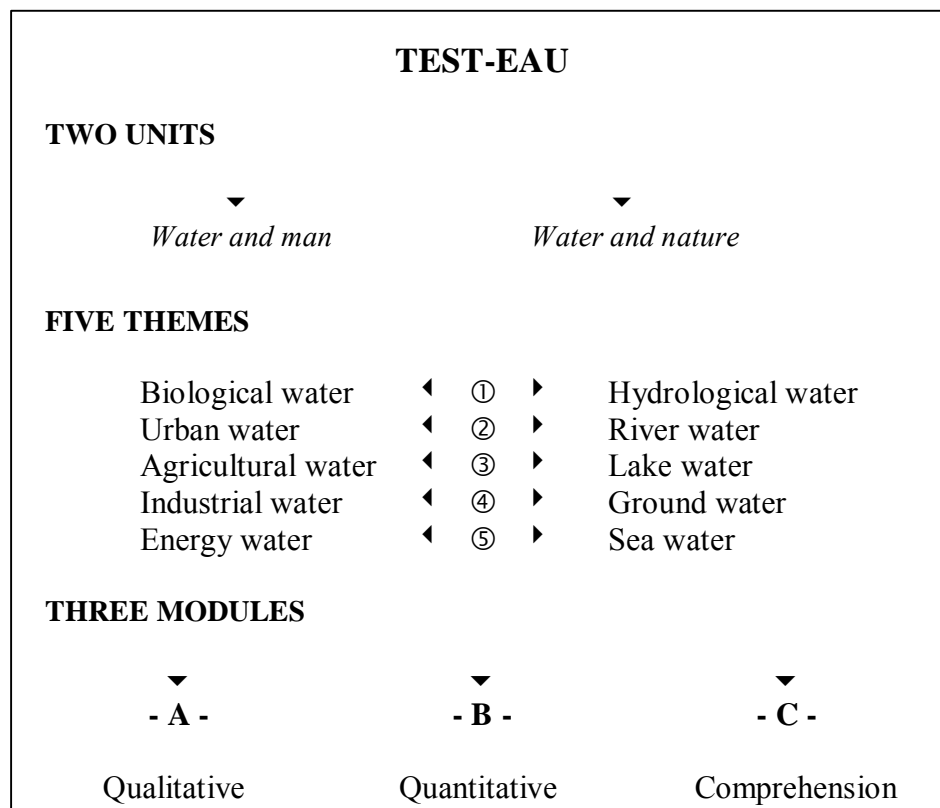 TEST-EAU
TWO UNITS
Water and man Water and nature
FIVE THEMES
Biological water ① Hydrological water
Urban water ② River water
Agricultural water ③ Lake water
Industrial water ④ Ground water
Energy water ⑤ Sea water
THREE MODULES
- A - - B - - C -
Qualitative Quantitative Comprehension